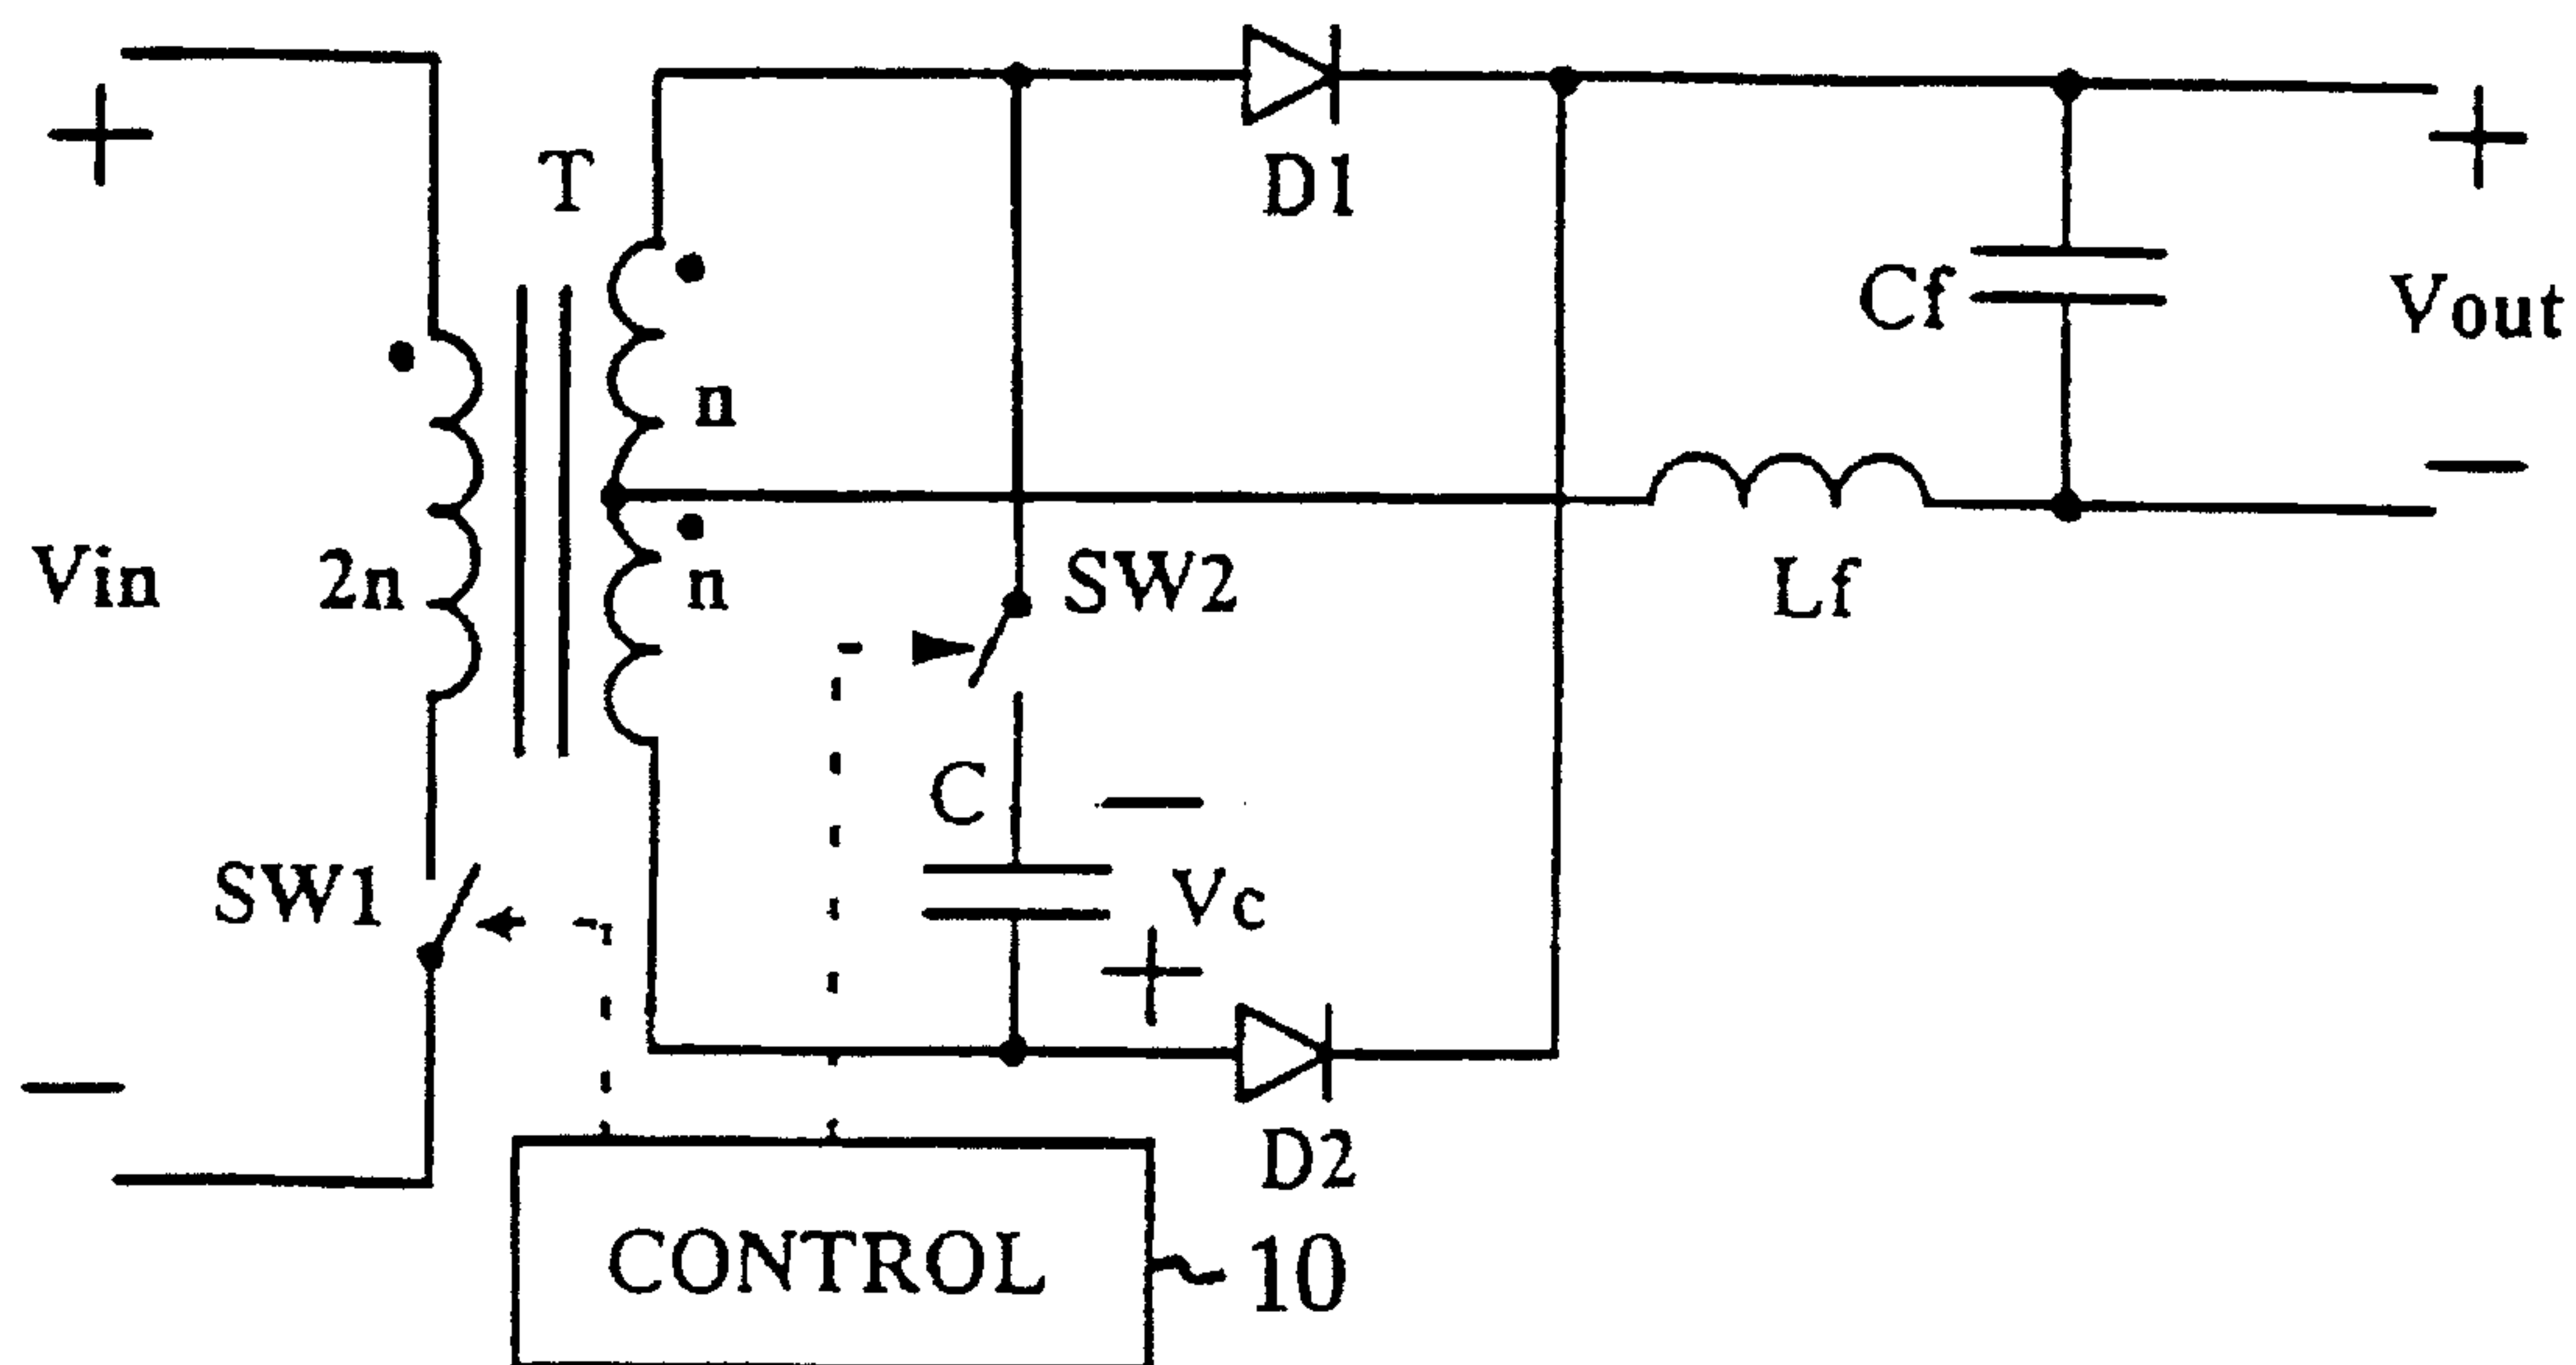 +
T
D1
+
Cf
Vout
n
−
Vin
2n
n
SW2
Lf
C
−
SW1
Vc
+
−
D2
CONTROL
10